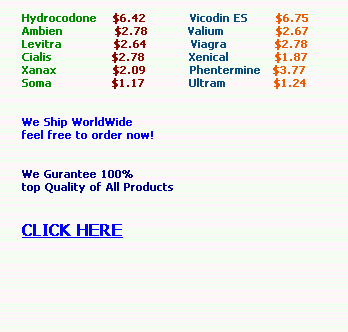 Hydrocodone $6.42 Vicodin ES $6.75
Ambien $2.78 Valium $2.67
Levitra $2.64 Viagra $2.78
Cialis $2.78 Xenical $1.87
Xanax $2.09 Phentermine $3.77
Soma $1.17 Ultram $1.24
We Ship WorldWide
feel free to order now!
We Gurantee 100%
top Quality of All Products
CLICK HERE